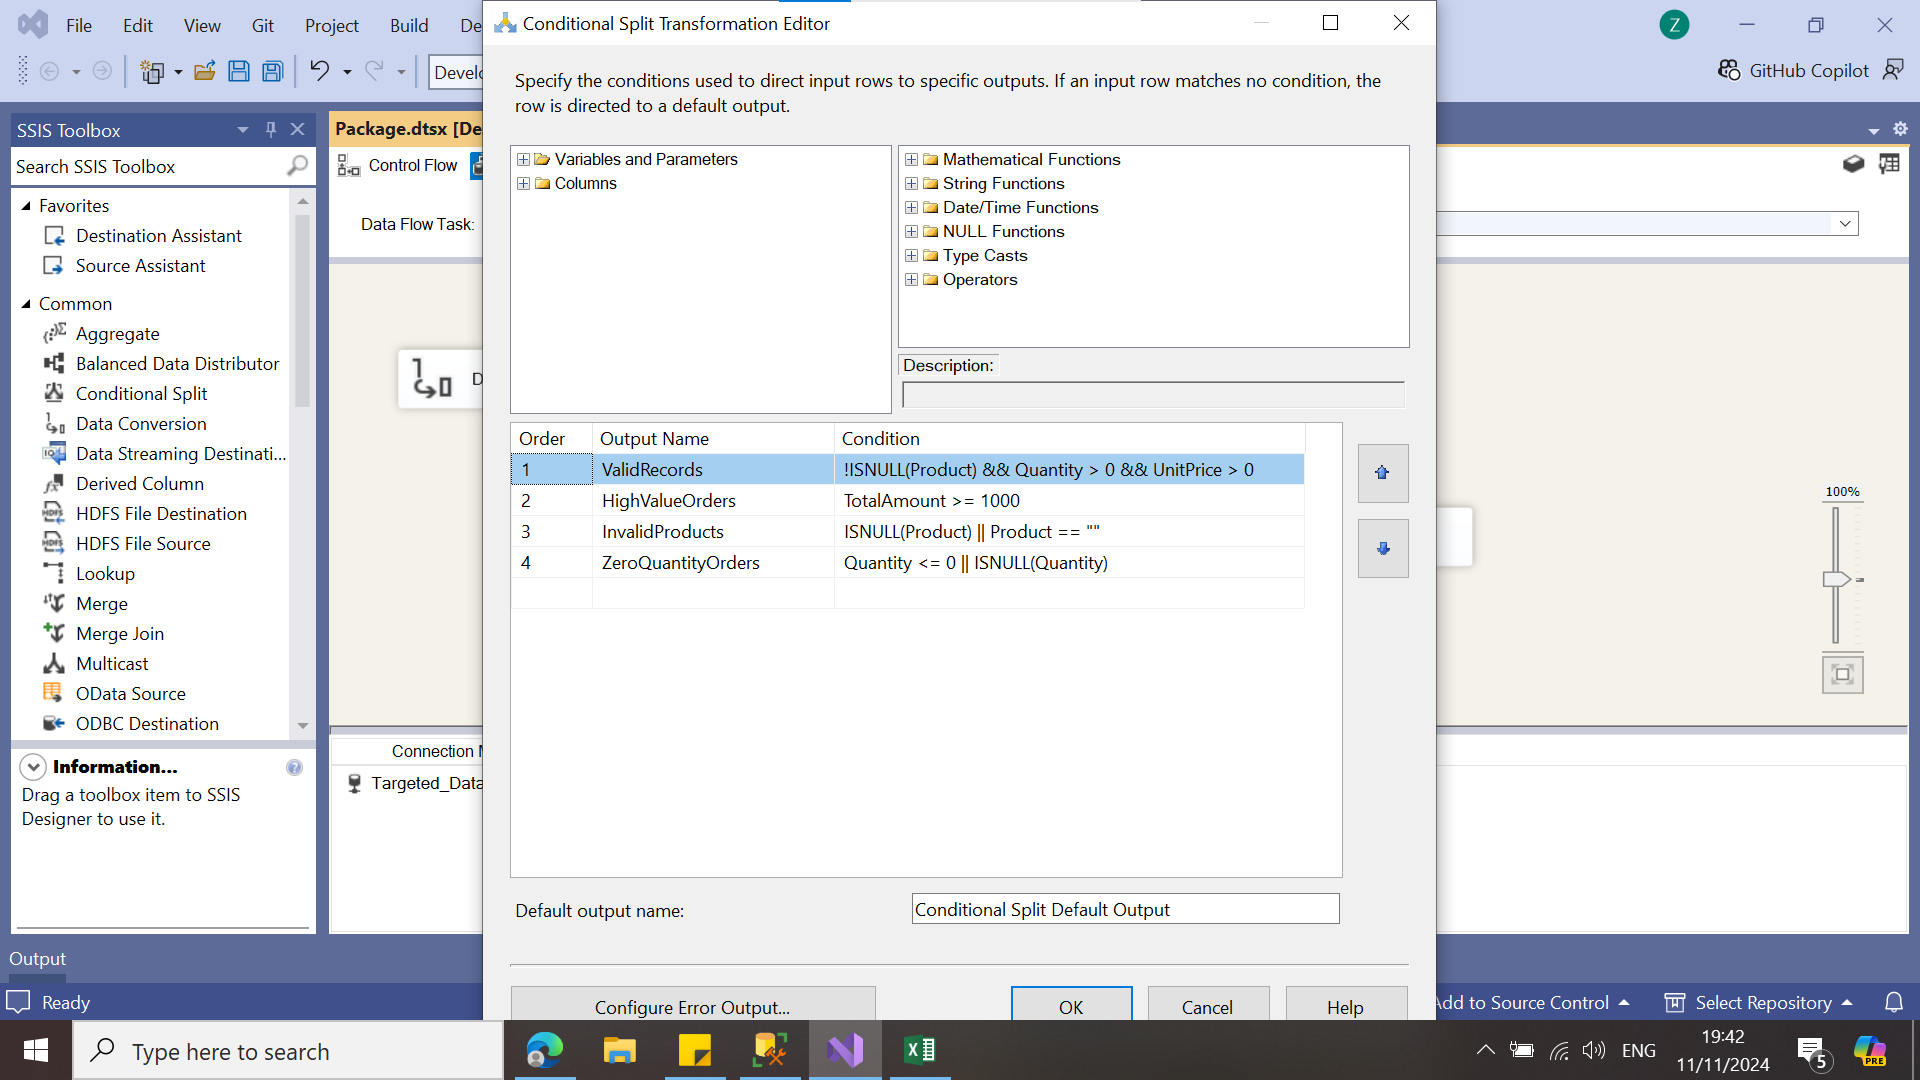 File Edit View Git Project Build De
Conditional Split Transformation Editor
Z
Develo
GitHub Copilot
Specify the conditions used to direct input rows to specific outputs. If an input row matches no condition, the
row is directed to a default output.
SSIS Toolbox
Search SSIS Toolbox
Favorites
Destination Assistant
Source Assistant
Common
Aggregate
Balanced Data Distributor
Conditional Split
Data Conversion
Data Streaming Destinati...
Derived Column
HDFS File Destination
HDFS File Source
Lookup
Merge
Merge Join
Multicast
OData Source
ODBC Destination
Information...
Drag a toolbox item to SSIS
Designer to use it.
Package.dtsx [De
Control Flow
Data Flow Task:
D
Connection M
Targeted_Data
Variables and Parameters
Columns
Mathematical Functions
String Functions
Date/Time Functions
NULL Functions
Type Casts
Operators
Description:
Order Output Name Condition
1 ValidRecords !ISNULL(Product) && Quantity > 0 && UnitPrice > 0
2 HighValueOrders TotalAmount >= 1000
3 InvalidProducts ISNULL(Product) || Product == ""
4 ZeroQuantityOrders Quantity <= 0 || ISNULL(Quantity)
Default output name: Conditional Split Default Output
Configure Error Output... OK Cancel Help
100%
Output
Ready
Add to Source Control Select Repository
Type here to search
ENG
19:42
11/11/2024
5
PRE